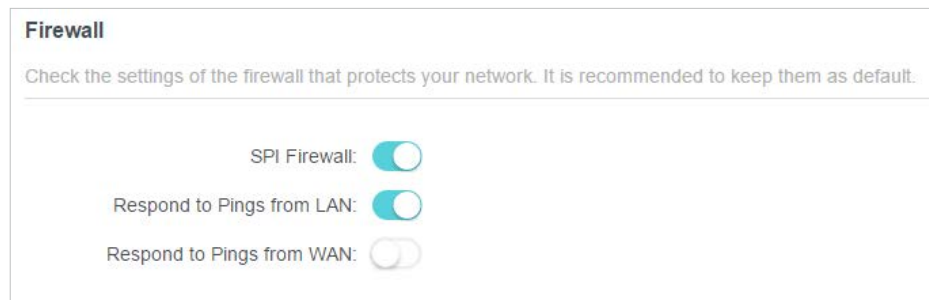 Firewall
Check the settings of the firewall that protects your network. It is recommended to keep them as default.
SPI Firewall:
Respond to Pings from LAN:
Respond to Pings from WAN: